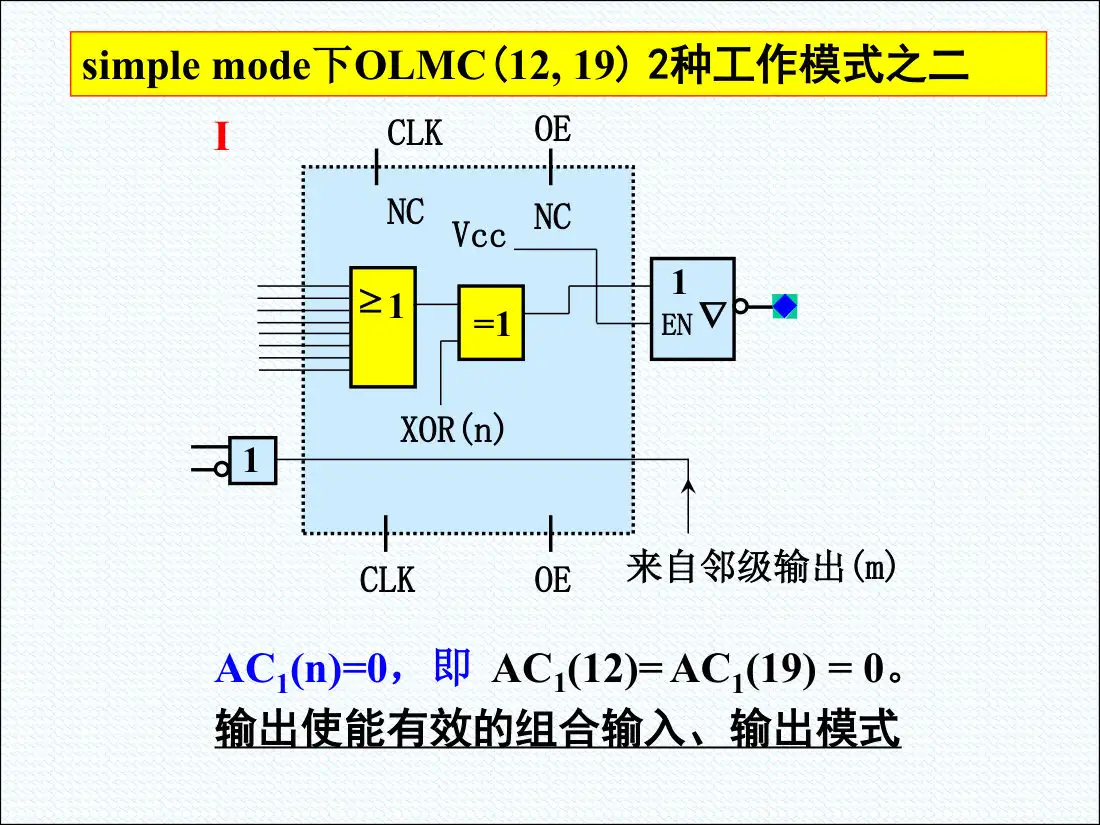 simple mode下OLMC(12, 19) 2种工作模式之二
I
CLK
OE
NC
NC
Vcc
≥1
=1
1
EN
XOR(n)
1
CLK
OE
来自邻级输出(m)
AC1(n)=0，即 AC1(12)= AC1(19) = 0。
输出使能有效的组合输入、输出模式